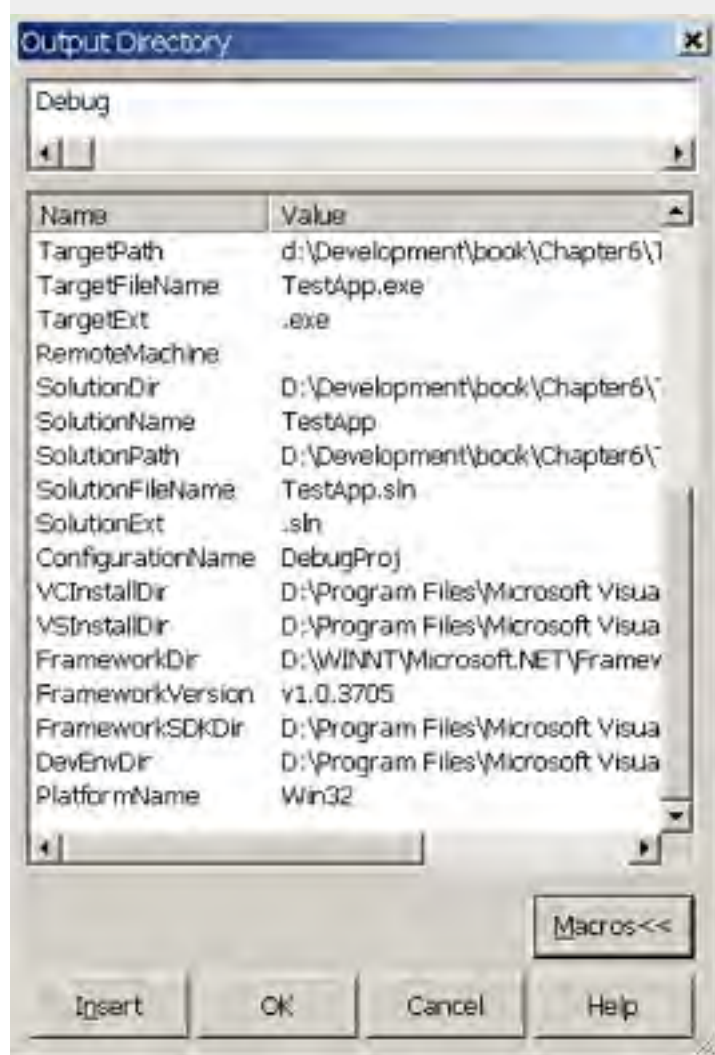 Output Directory
Debug
Name Value
TargetPath d:\Development\book\Chapter6\T
TargetFileName TestApp.exe
TargetExt .exe
RemoteMachine
SolutionDir D:\Development\book\Chapter6\
SolutionName TestApp
SolutionPath D:\Development\book\Chapter6\
SolutionFileName TestApp.sln
SolutionExt .sln
ConfigurationName DebugProj
VCInstallDir D:\Program Files\Microsoft Visua
VSInstallDir D:\Program Files\Microsoft Visua
FrameworkDir D:\WINNT\Microsoft.NET\Framew
FrameworkVersion v1.0.3705
FrameworkSDKDir D:\Program Files\Microsoft Visua
DevEnvDir D:\Program Files\Microsoft Visua
PlatformName Win32
Macros<<
Insert OK Cancel Help